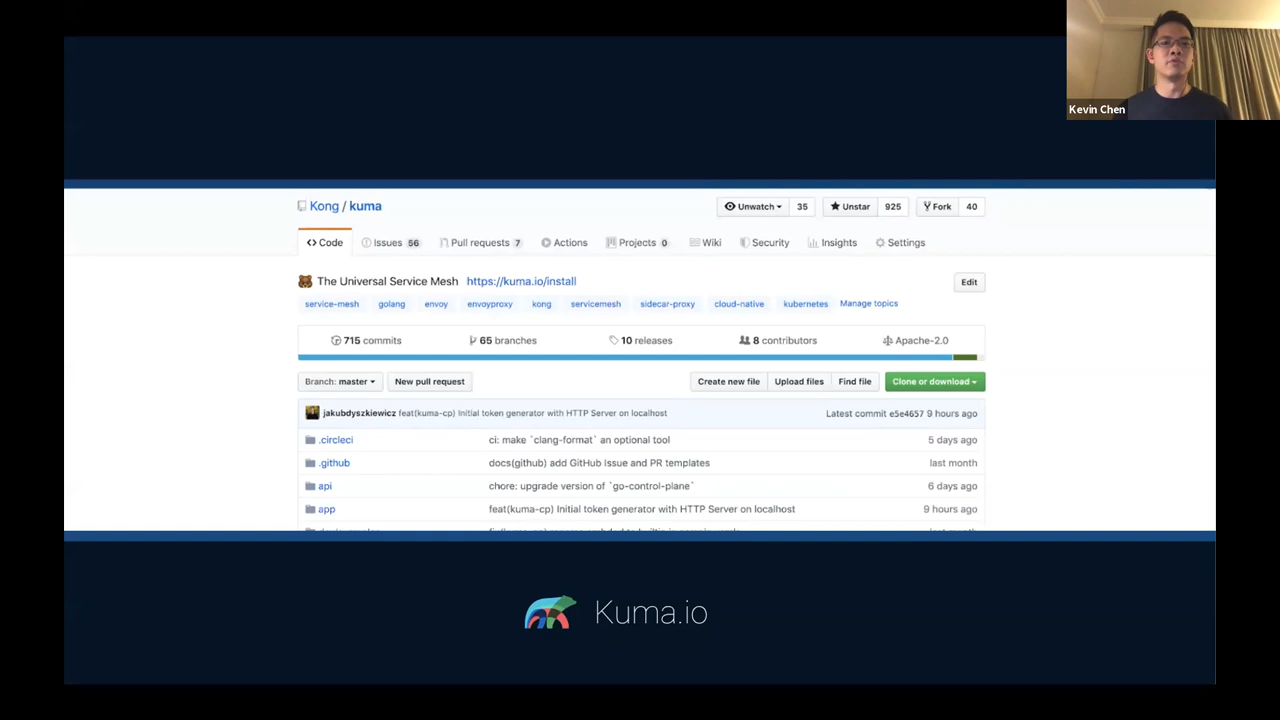 Kevin Chen
Kong / kuma
Unwatch 35 Unstar 925 Fork 40
Code Issues 56 Pull requests 7 Actions Projects 0 Wiki Security Insights Settings
The Universal Service Mesh https://kuma.io/install Edit
service-mesh golang envoy envoyproxy kong servicemesh sidecar-proxy cloud-native kubernetes Manage topics
715 commits 65 branches 10 releases 8 contributors Apache-2.0
Branch: master New pull request Create new file Upload files Find file Clone or download
jakubdyszkiewicz feat(kuma-cp) Initial token generator with HTTP Server on localhost Latest commit e5e4657 9 hours ago
.circleci ci: make `clang-format` an optional tool 5 days ago
.github docs(github) add GitHub Issue and PR templates last month
api chore: upgrade version of `go-control-plane` 6 days ago
app feat(kuma-cp) Initial token generator with HTTP Server on localhost 9 hours ago
Kuma.io